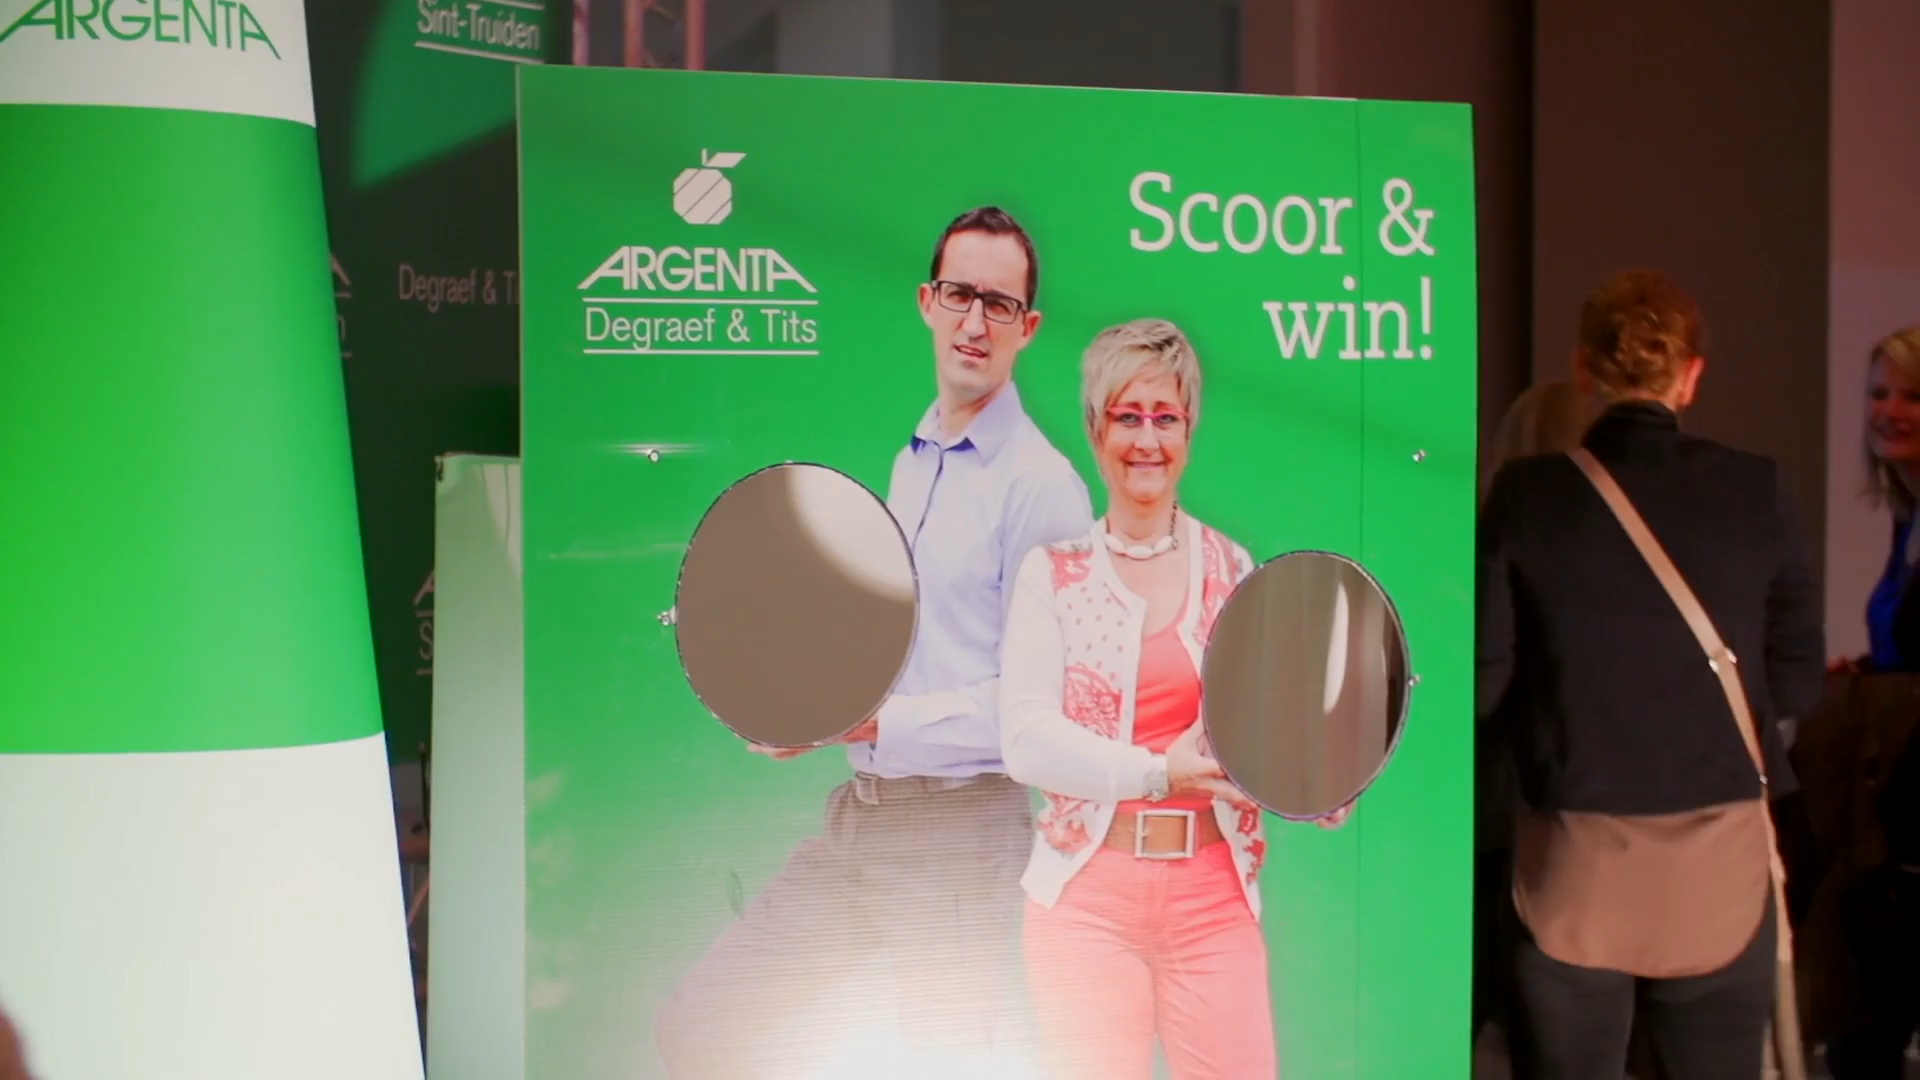 ARGENTA
Sint-Truiden
Degraef & Ti
ARGENTA
Degraef & Tits
Scoor &
win!